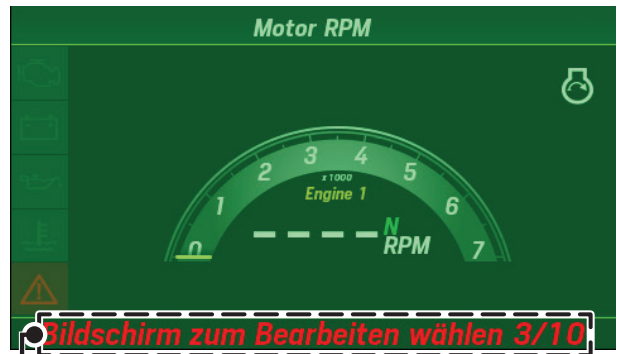 Motor RPM
3 4
2 5
x 1000
Engine 1
1 6
N
0 ---- RPM 7
Bildschirm zum Bearbeiten wählen 3/10